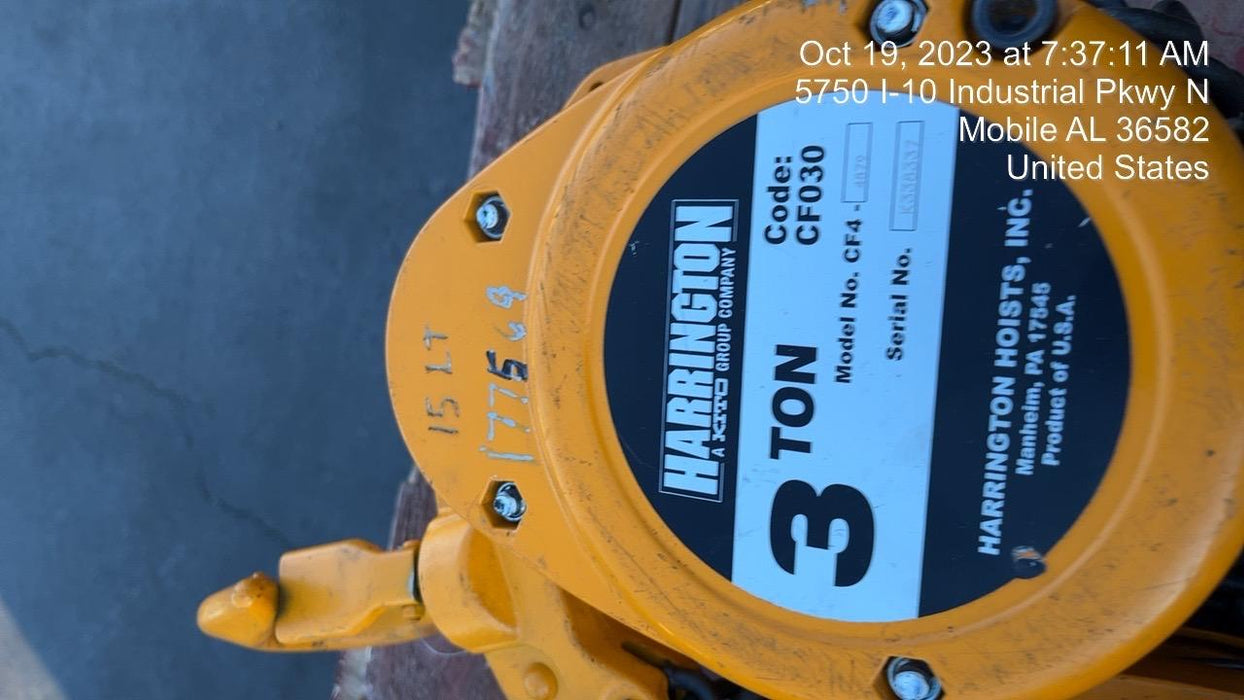 Oct 19, 2023 at 7:37:11 AM
5750 I-10 Industrial Pkwy N
Mobile AL 36582
United States
15 LT
HARRINGTON
A KITO GROUP COMPANY
3 TON
Code:
CF030
Model No. CF4 - 4079
Serial No.
HARRINGTON HOISTS, INC.
Manheim, PA 17545
Product of U.S.A.